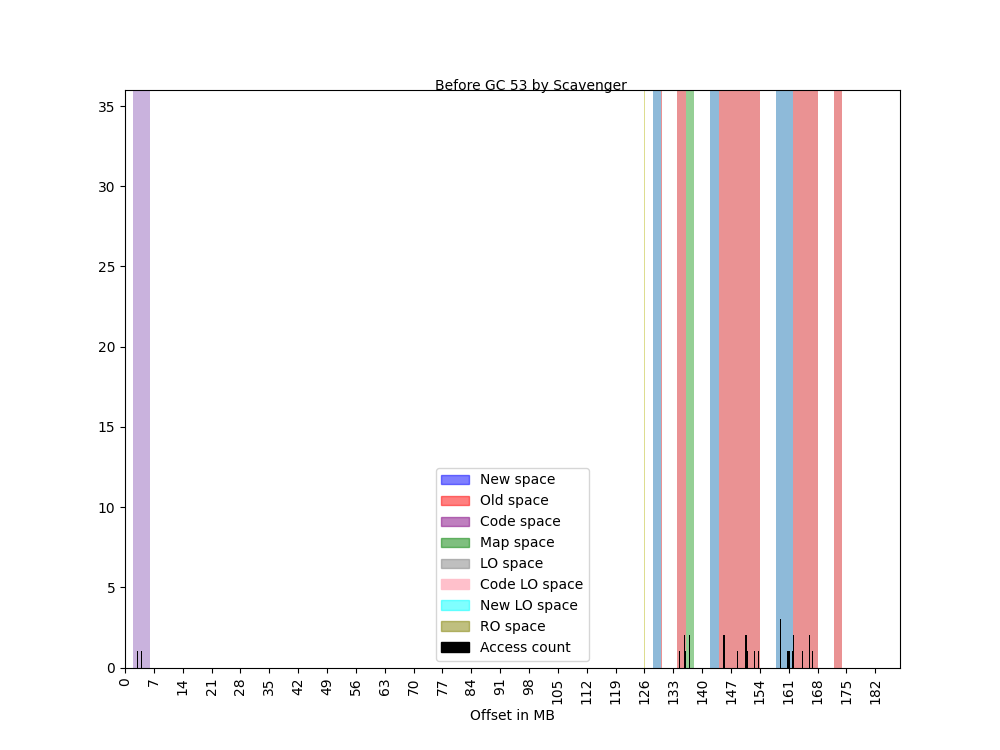 Before GC 53 by Scavenger
35
30
25
20
15
10
5
0
New space
Old space
Code space
Map space
LO space
Code LO space
New LO space
RO space
Access count
0 7 14 21 28 35 42 49 56 63 70 77 84 91 98 105 112 119 126 133 140 147 154 161 168 175 182
Offset in MB